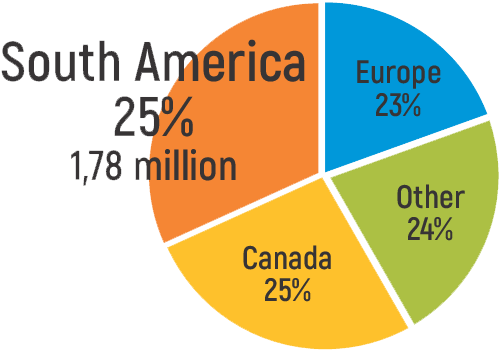 South America
25%
1,78 million
Europe
23%
Other
24%
Canada
25%